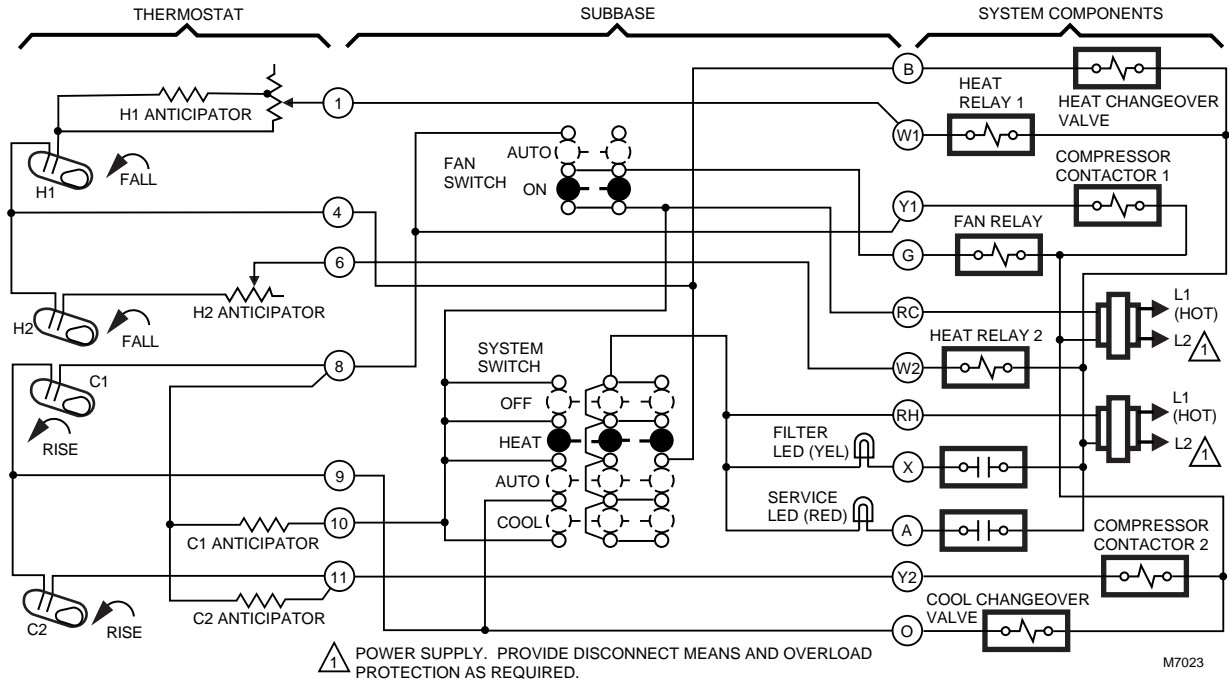 THERMOSTAT
SUBBASE
SYSTEM COMPONENTS
H1 ANTICIPATOR
H1
FALL
H2 ANTICIPATOR
H2
FALL
C1
RISE
C1 ANTICIPATOR
C2 ANTICIPATOR
C2
RISE
1
4
6
8
9
10
11
FAN
SWITCH
AUTO
ON
SYSTEM
SWITCH
OFF
HEAT
AUTO
COOL
FILTER
LED (YEL)
SERVICE
LED (RED)
B
W1
Y1
G
RC
W2
RH
X
A
Y2
O
HEAT
RELAY 1
HEAT CHANGEOVER
VALVE
COMPRESSOR
CONTACTOR 1
FAN RELAY
L1
(HOT)
L2
1
HEAT RELAY 2
L1
(HOT)
L2
1
COMPRESSOR
CONTACTOR 2
COOL CHANGEOVER
VALVE
1 POWER SUPPLY. PROVIDE DISCONNECT MEANS AND OVERLOAD
PROTECTION AS REQUIRED.
M7023